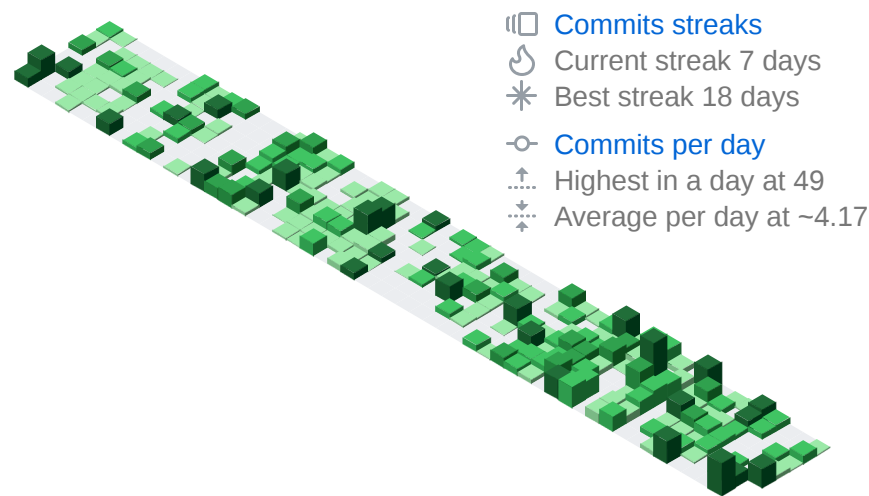 Commits streaks
Current streak 7 days
Best streak 18 days
Commits per day
Highest in a day at 49
Average per day at ~4.17